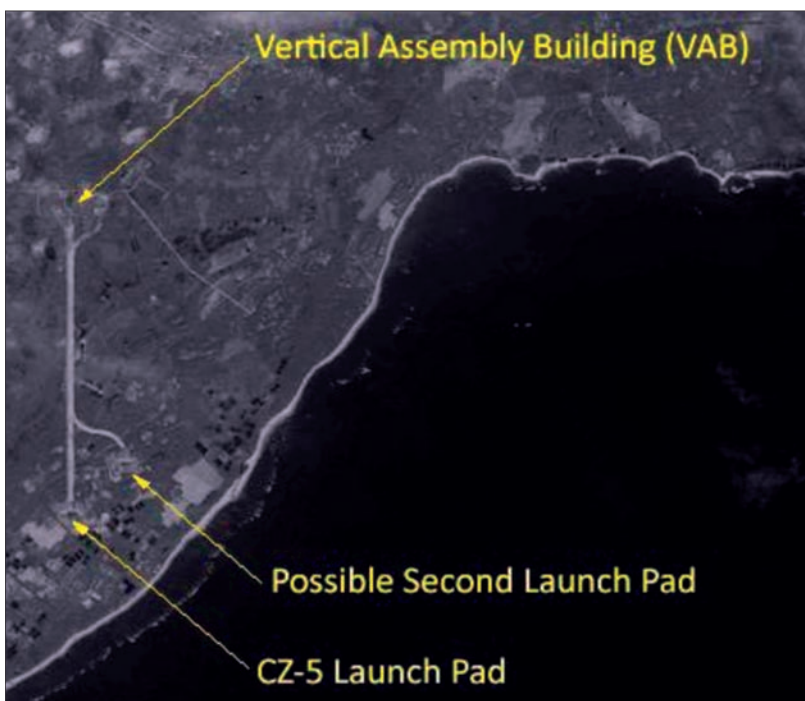 Vertical Assembly Building (VAB)
Possible Second Launch Pad
CZ-5 Launch Pad